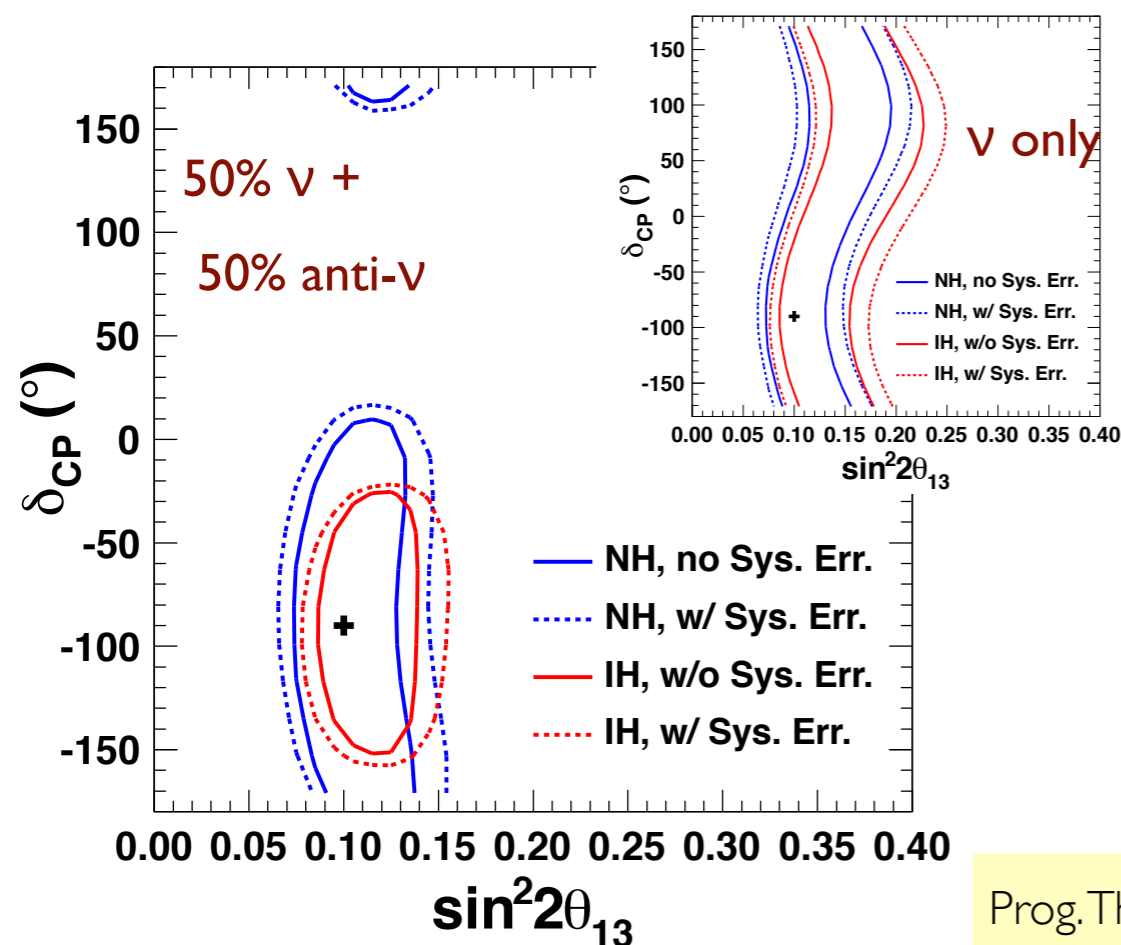 150
100
50
0
-50
-100
-150
δCP (°)
50% ν +
50% anti-ν
NH, no Sys. Err.
NH, w/ Sys. Err.
IH, w/o Sys. Err.
IH, w/ Sys. Err.
0.00 0.05 0.10 0.15 0.20 0.25 0.30 0.35 0.40
sin²2θ₁₃
150
100
50
0
-50
-100
-150
δCP (°)
ν only
NH, no Sys. Err.
NH, w/ Sys. Err.
IH, w/o Sys. Err.
IH, w/ Sys. Err.
0.00 0.05 0.10 0.15 0.20 0.25 0.30 0.35 0.40
sin²2θ₁₃
Prog.Th